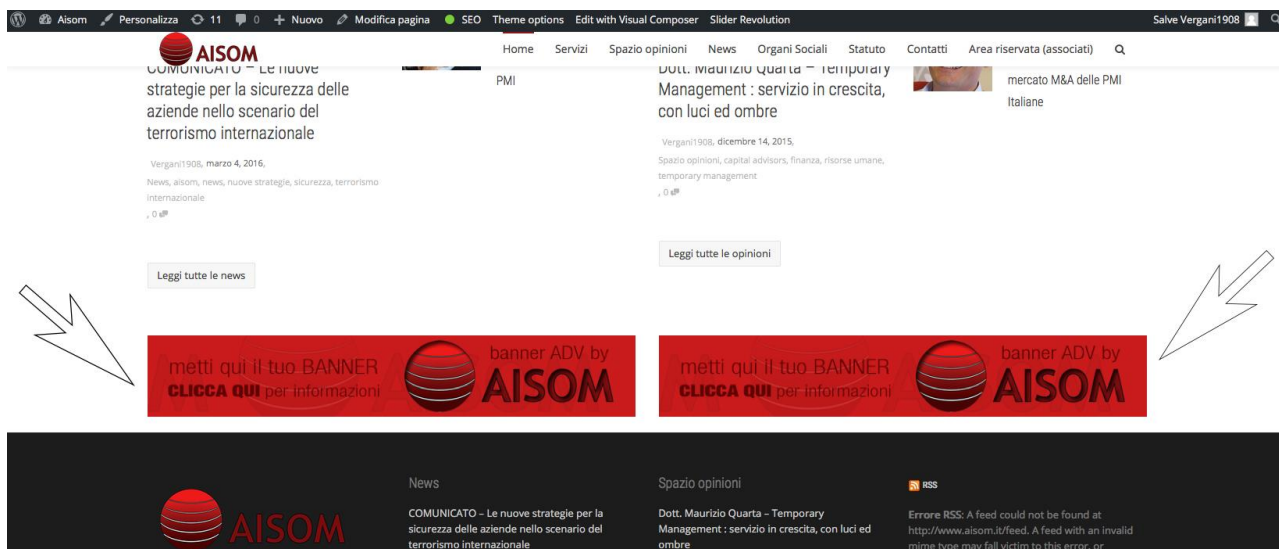 Aisom Personalizza 11 0 + Nuovo Modifica pagina SEO Theme options Edit with Visual Composer Slider Revolution Salve Vergani1908
AISOM Home Servizi Spazio opinioni News Organi Sociali Statuto Contatti Area riservata (associati)
COMUNICATO – Le nuove
strategie per la sicurezza delle
aziende nello scenario del
terrorismo internazionale
Vergani1908, marzo 4, 2016,
News, aisom, news, nuove strategie, sicurezza, terrorismo
internazionale
, 0
Leggi tutte le news
PMI
Dott. Maurizio Quarta – Temporary
Management : servizio in crescita,
con luci ed ombre
Vergani1908, dicembre 14, 2015,
Spazio opinioni, capital advisors, finanza, risorse umane,
temporary management
, 0
Leggi tutte le opinioni
mercato M&A delle PMI
Italiane
metti qui il tuo BANNER
CLICCA QUI per informazioni
banner ADV by
AISOM
metti qui il tuo BANNER
CLICCA QUI per informazioni
banner ADV by
AISOM
AISOM
News
COMUNICATO – Le nuove strategie per la
sicurezza delle aziende nello scenario del
terrorismo internazionale
Spazio opinioni
Dott. Maurizio Quarta – Temporary
Management : servizio in crescita, con luci ed
ombre
RSS
Errore RSS: A feed could not be found at
http://www.aisom.it/feed. A feed with an invalid
mime type may fall victim to this error, or